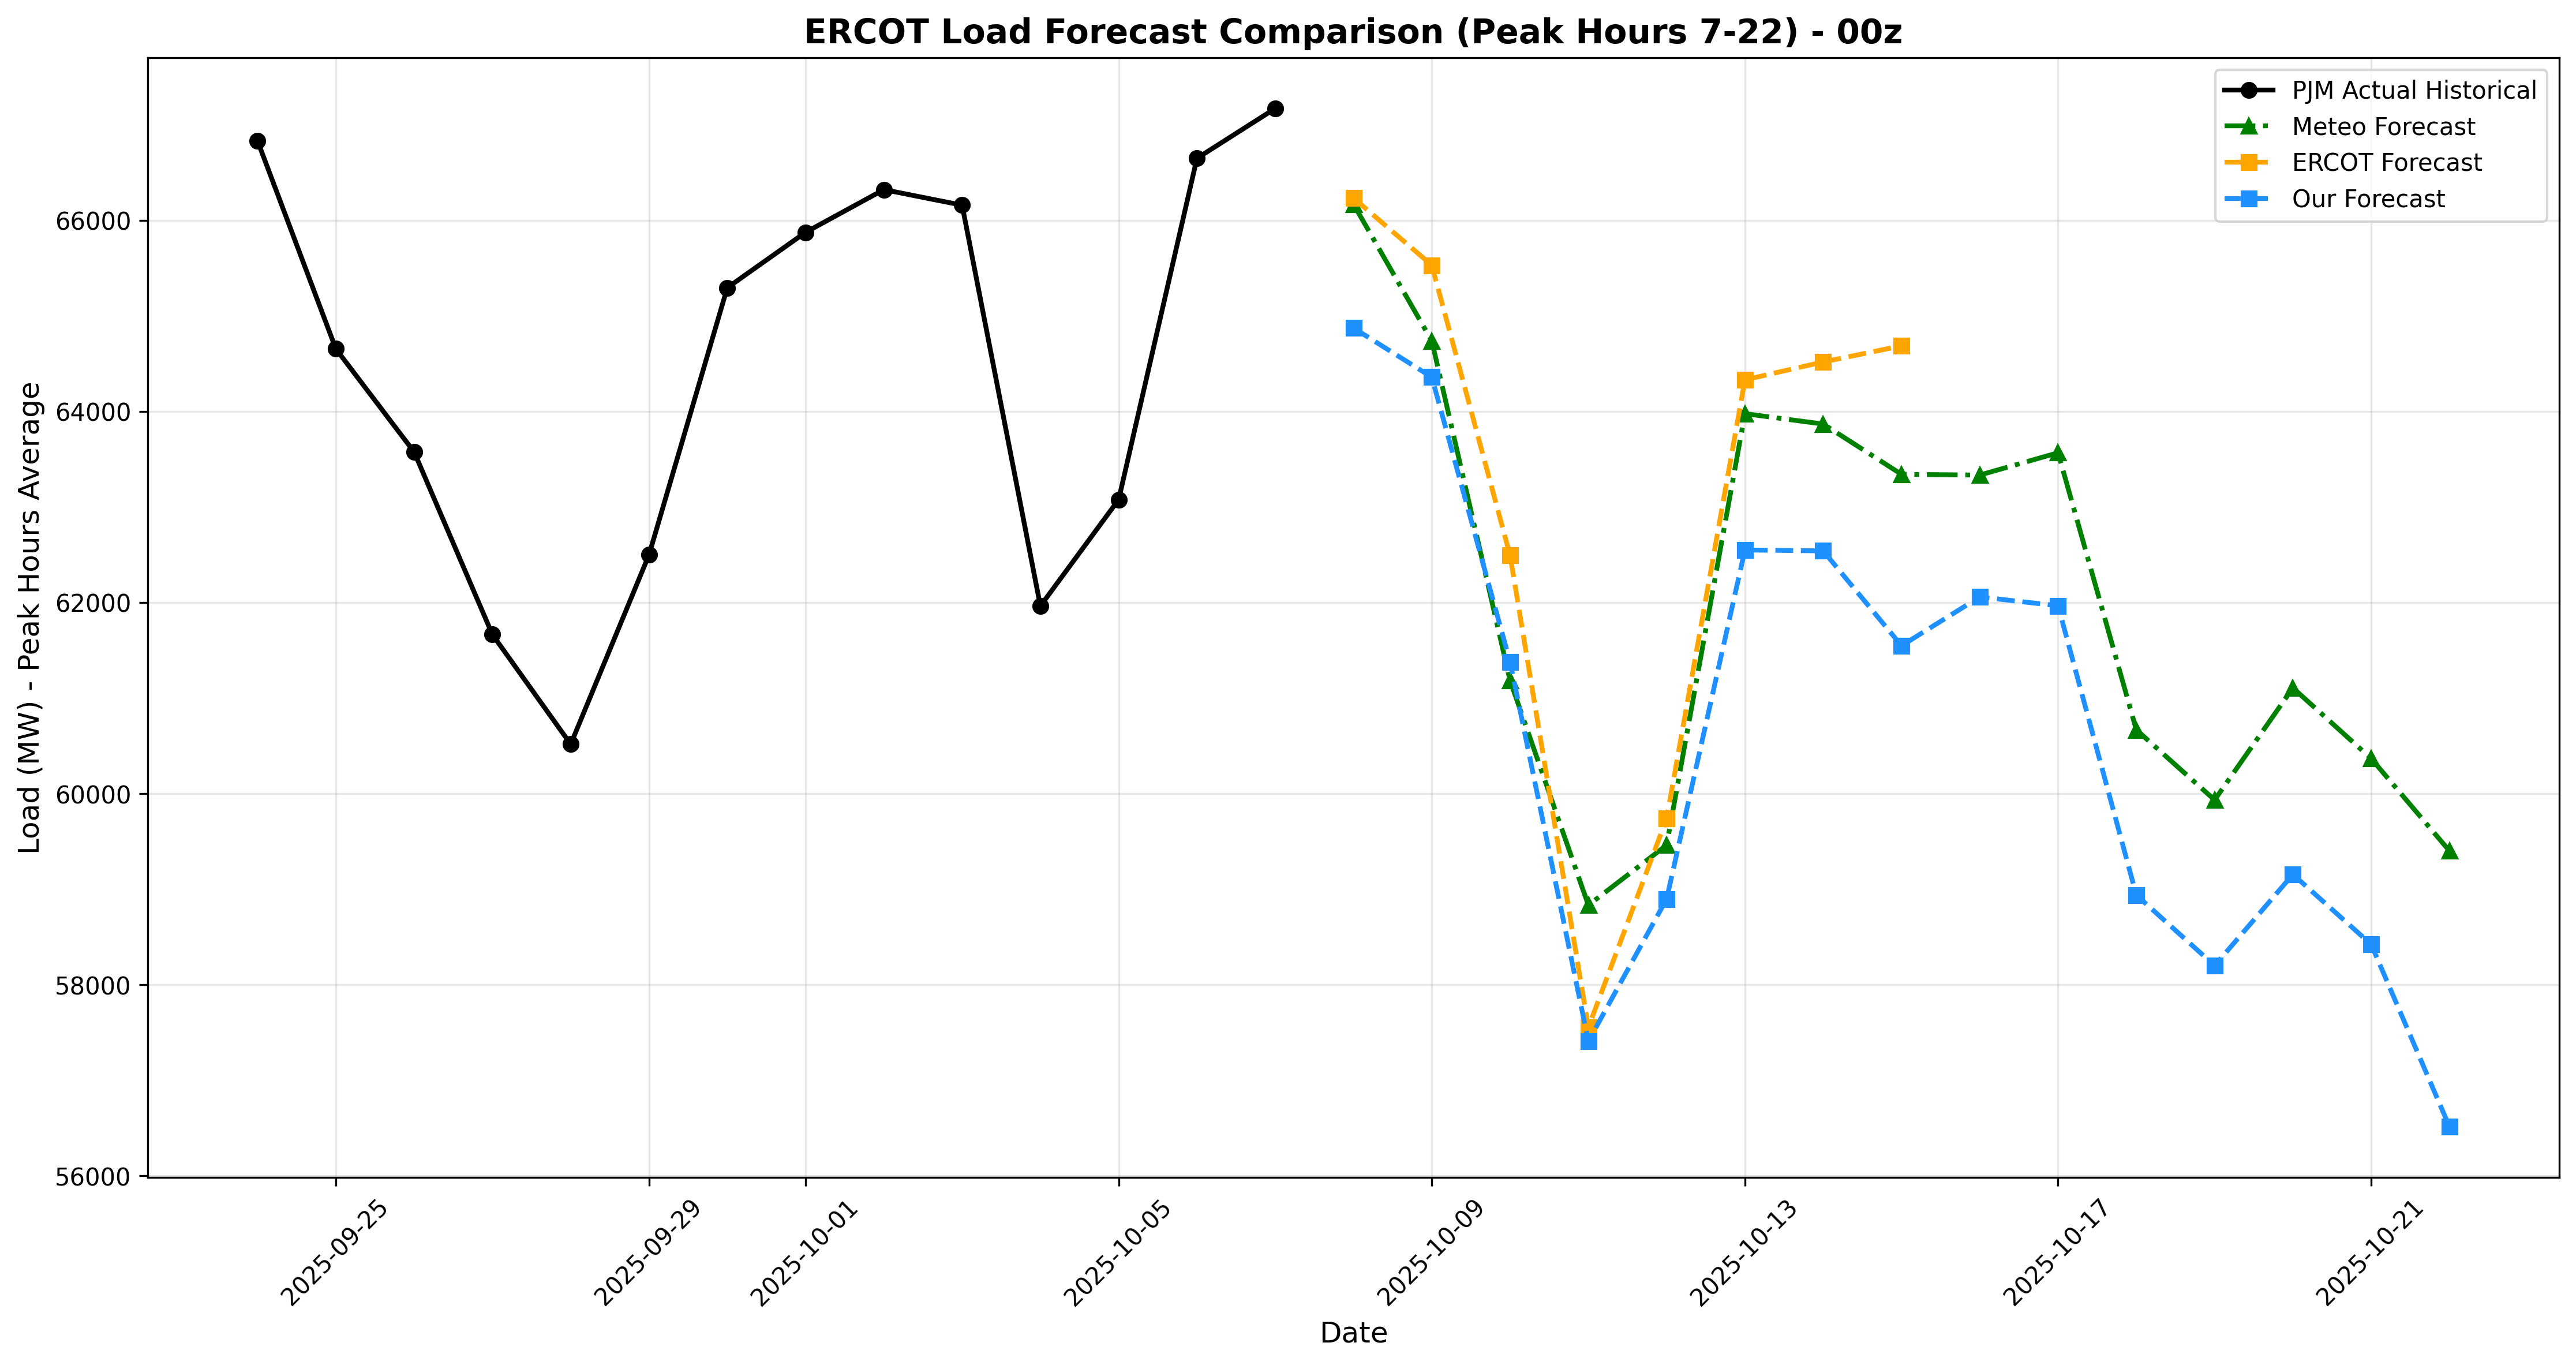 ERCOT Load Forecast Comparison (Peak Hours 7-22) - 00z
PJM Actual Historical
Meteo Forecast
ERCOT Forecast
Our Forecast
Load (MW) - Peak Hours Average
66000
64000
62000
60000
58000
56000
2025-09-25
2025-09-29
2025-10-01
2025-10-05
2025-10-09
2025-10-13
2025-10-17
2025-10-21
Date